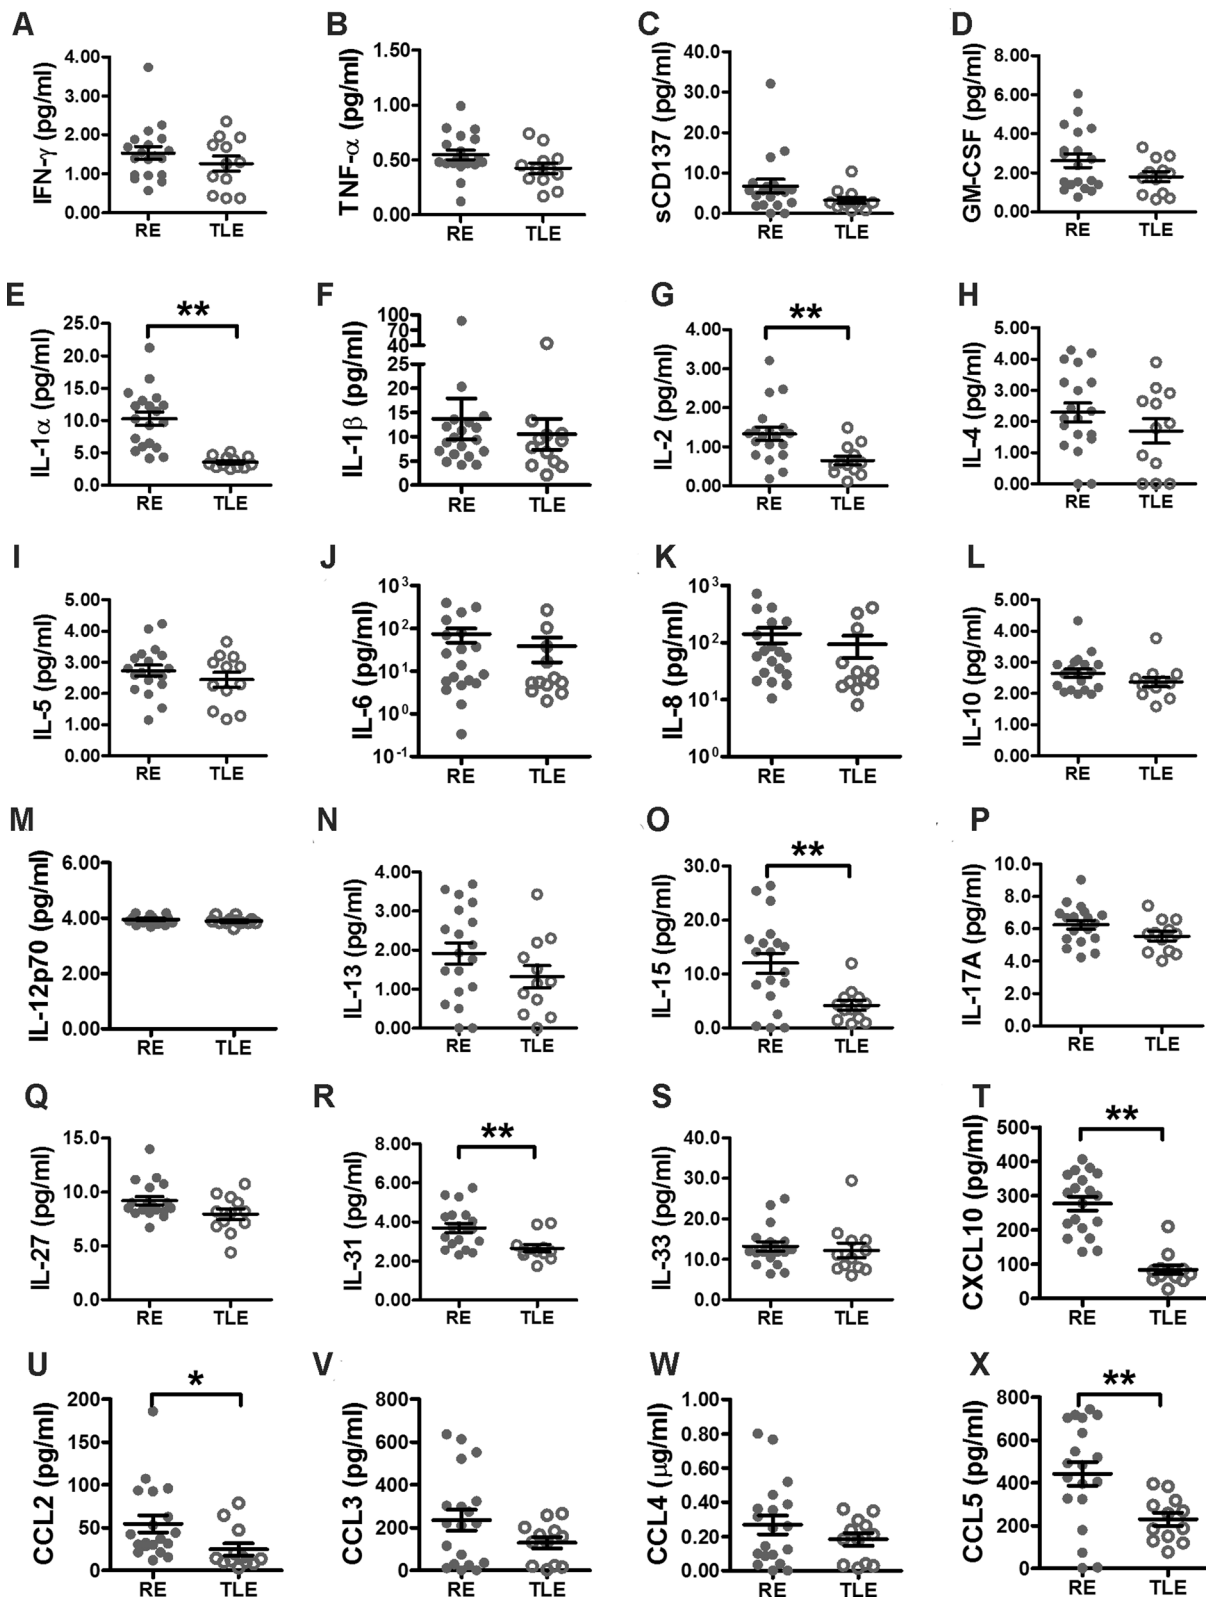 A B C D
IFN-γ (pg/ml) 4.00 3.00 2.00 1.00 0.00 RE TLE
TNF-α (pg/ml) 1.50 1.00 0.50 0.00 RE TLE
sCD137 (pg/ml) 40.0 30.0 20.0 10.0 0.0 RE TLE
GM-CSF (pg/ml) 8.00 6.00 4.00 2.00 0.00 RE TLE
E F G H
IL-1α (pg/ml) 25.0 20.0 15.0 10.0 5.0 0.0 ** RE TLE
IL-1β (pg/ml) 100 70 40 25 20 15 10 5 0 RE TLE
IL-2 (pg/ml) 4.00 3.00 2.00 1.00 0.00 ** RE TLE
IL-4 (pg/ml) 5.00 4.00 3.00 2.00 1.00 0.00 RE TLE
I J K L
IL-5 (pg/ml) 5.00 4.00 3.00 2.00 1.00 0.00 RE TLE
IL-6 (pg/ml) 10³ 10² 10¹ 10⁰ 10⁻¹ RE TLE
IL-8 (pg/ml) 10³ 10² 10¹ 10⁰ RE TLE
IL-10 (pg/ml) 5.00 4.00 3.00 2.00 1.00 0.00 RE TLE
M N O P
IL-12p70 (pg/ml) 6.00 4.00 2.00 0.00 RE TLE
IL-13 (pg/ml) 4.00 3.00 2.00 1.00 0.00 RE TLE
IL-15 (pg/ml) 30.0 20.0 10.0 0.0 ** RE TLE
IL-17A (pg/ml) 10.0 8.0 6.0 4.0 2.0 0.0 RE TLE
Q R S T
IL-27 (pg/ml) 15.0 10.0 5.0 0.0 RE TLE
IL-31 (pg/ml) 8.00 6.00 4.00 2.00 0.00 ** RE TLE
IL-33 (pg/ml) 40.0 30.0 20.0 10.0 0.0 RE TLE
CXCL10 (pg/ml) 500 400 300 200 100 0 ** RE TLE
U V W X
CCL2 (pg/ml) 200 150 100 50 0 * RE TLE
CCL3 (pg/ml) 800 600 400 200 0 RE TLE
CCL4 (μg/ml) 1.00 0.80 0.60 0.40 0.20 0.00 RE TLE
CCL5 (pg/ml) 800 600 400 200 0 ** RE TLE